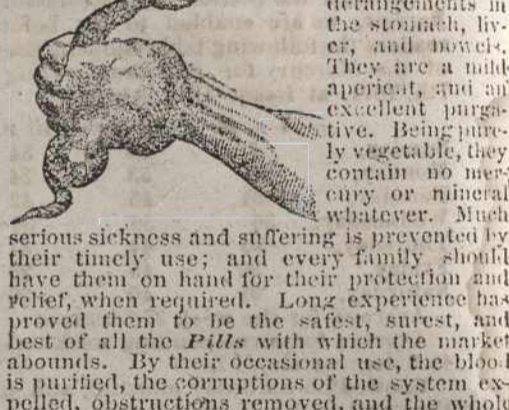 derangements in
the stomach, liv-
er, and bowels.
They are a mild
aperient, and an
excellent purga-
tive. Being pure-
ly vegetable, they
contain no mer-
cury or mineral
whatever. Much
serious sickness and suffering is prevented by
their timely use; and every family should
have them on hand for their protection and
relief, when required. Long experience has
proved them to be the safest, surest, and
best of all the Pills with which the market
abounds. By their occasional use, the blood
is purified, the corruptions of the system ex-
pelled, obstructions removed, and the whole